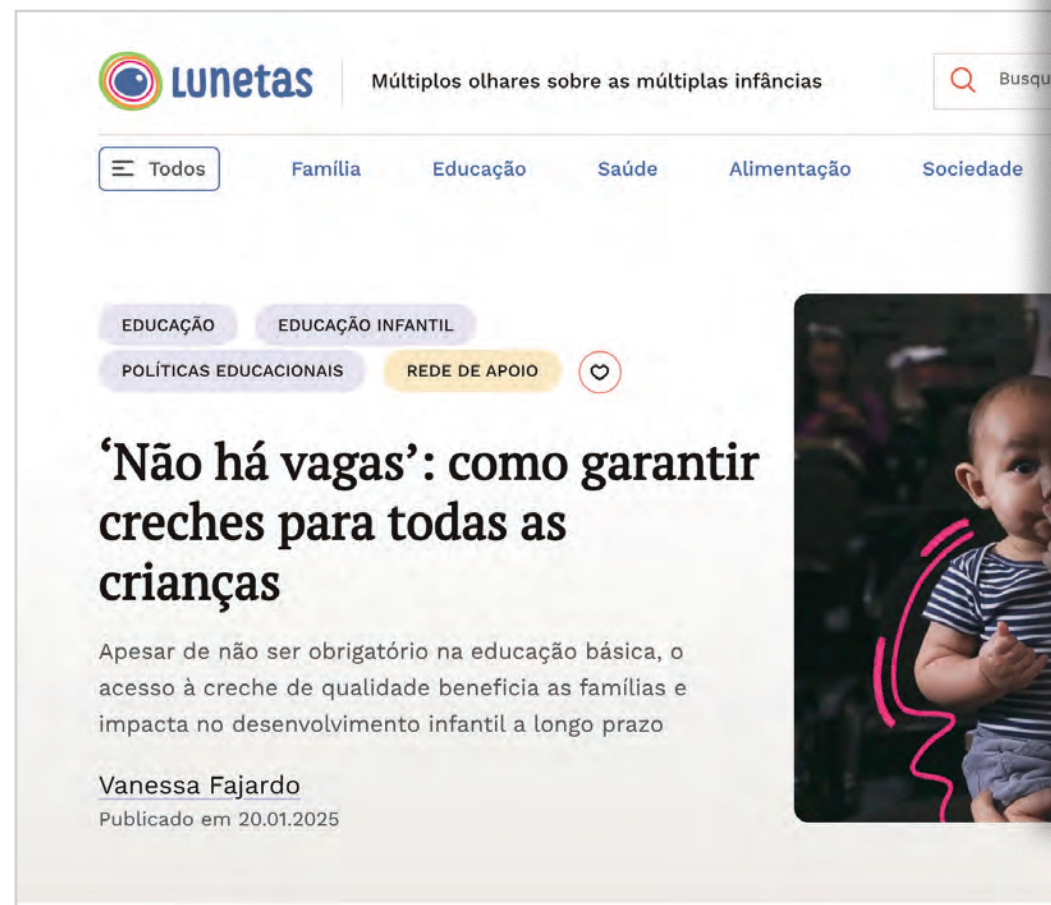 LUNETAS
Múltiplos olhares sobre as múltiplas infâncias
Busqu
Todos
Família
Educação
Saúde
Alimentação
Sociedade
EDUCAÇÃO
EDUCAÇÃO INFANTIL
POLÍTICAS EDUCACIONAIS
REDE DE APOIO
‘Não há vagas’: como garantir
creches para todas as
crianças
Apesar de não ser obrigatório na educação básica, o
acesso à creche de qualidade beneficia as famílias e
impacta no desenvolvimento infantil a longo prazo
Vanessa Fajardo
Publicado em 20.01.2025